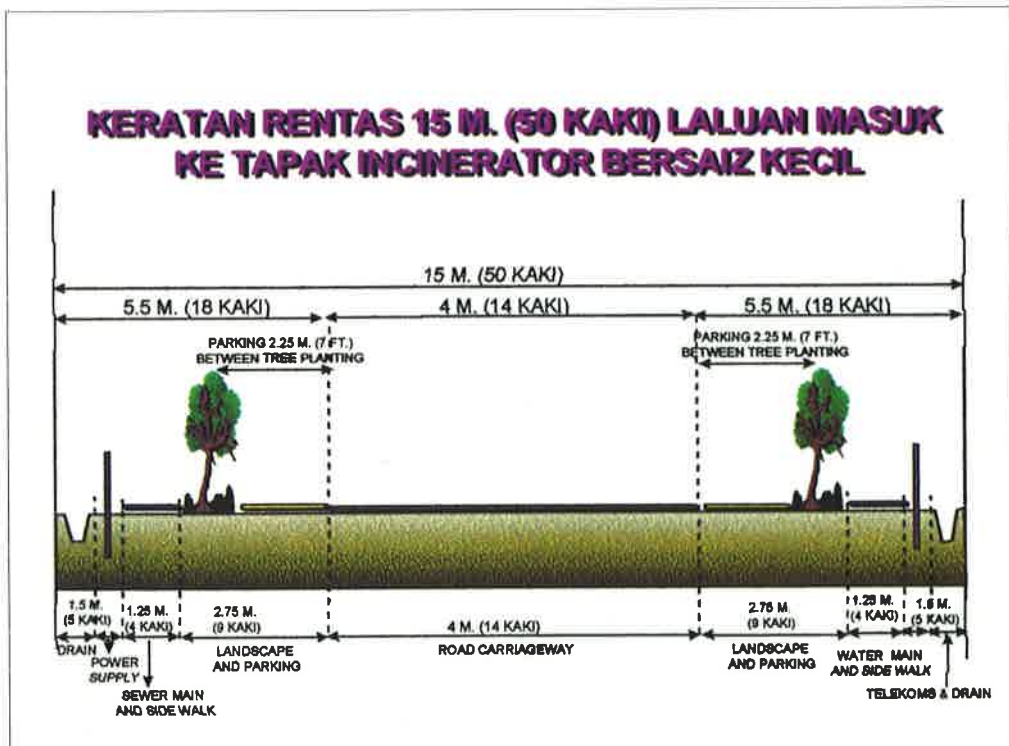 KERATAN RENTAS 15 M. (50 KAKI) LALUAN MASUK
KE TAPAK INCINERATOR BERSAIZ KECIL
15 M. (50 KAKI)
5.5 M. (18 KAKI)
4 M. (14 KAKI)
5.5 M. (18 KAKI)
PARKING 2.25 M. (7 FT.)
BETWEEN TREE PLANTING
PARKING 2.25 M. (7 FT.)
BETWEEN TREE PLANTING
1.5 M.
(5 KAKI)
DRAIN
POWER
SUPPLY
1.25 M.
(4 KAKI)
SEWER MAIN
AND SIDE WALK
2.75 M.
(9 KAKI)
LANDSCAPE
AND PARKING
4 M. (14 KAKI)
ROAD CARRIAGEWAY
2.75 M.
(9 KAKI)
LANDSCAPE
AND PARKING
1.25 M.
(4 KAKI)
WATER MAIN
AND SIDE WALK
1.5 M.
(5 KAKI)
TELEKOMS & DRAIN